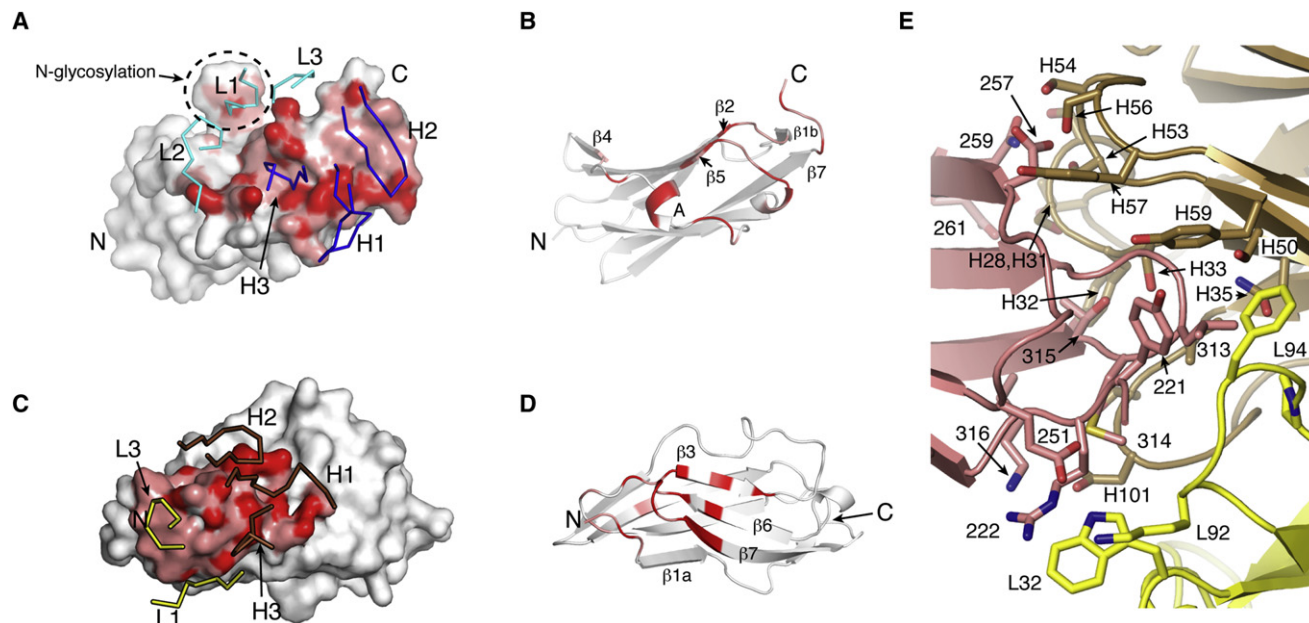 A
N-glycosylation
L1
L3
C
L2
H2
N
H3
H1
B
C
β2
β1b
β4
β5
β7
A
N
C
H2
L3
N
H1
H3
L1
D
β3
N
C
β6
β7
β1a
E
H54
257
H56
259
H53
H57
261
H59
H50
H28,H31
H33
H32
H35
315
313
221
L94
316
251
314
H101
222
L92
L32